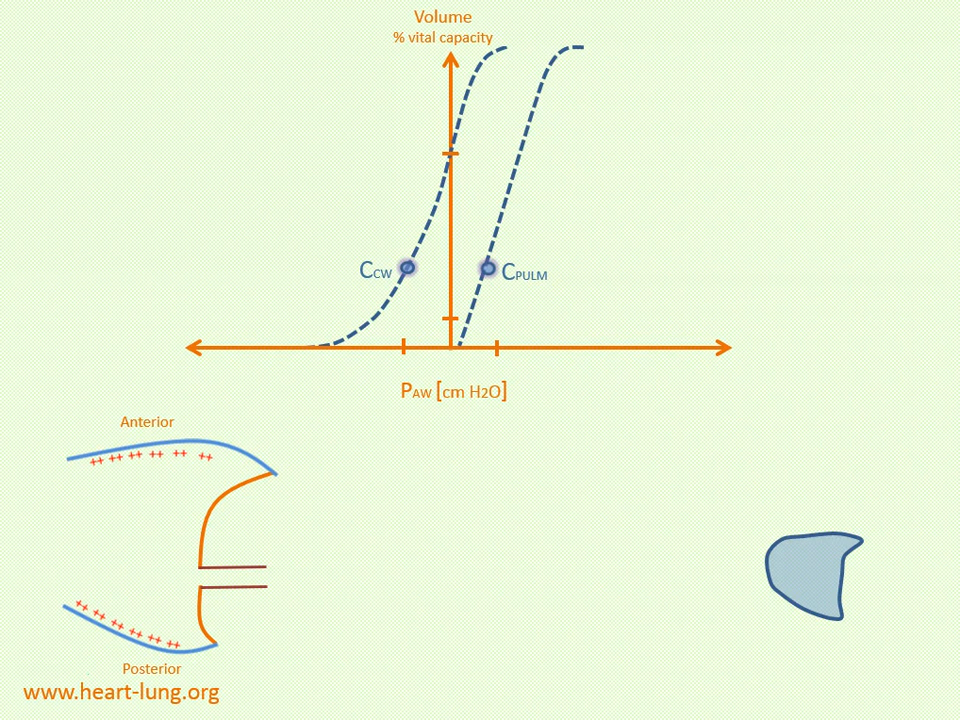 Volume
% vital capacity
CCW
CPULM
PAW [cm H2O]
Anterior
Posterior
www.heart-lung.org